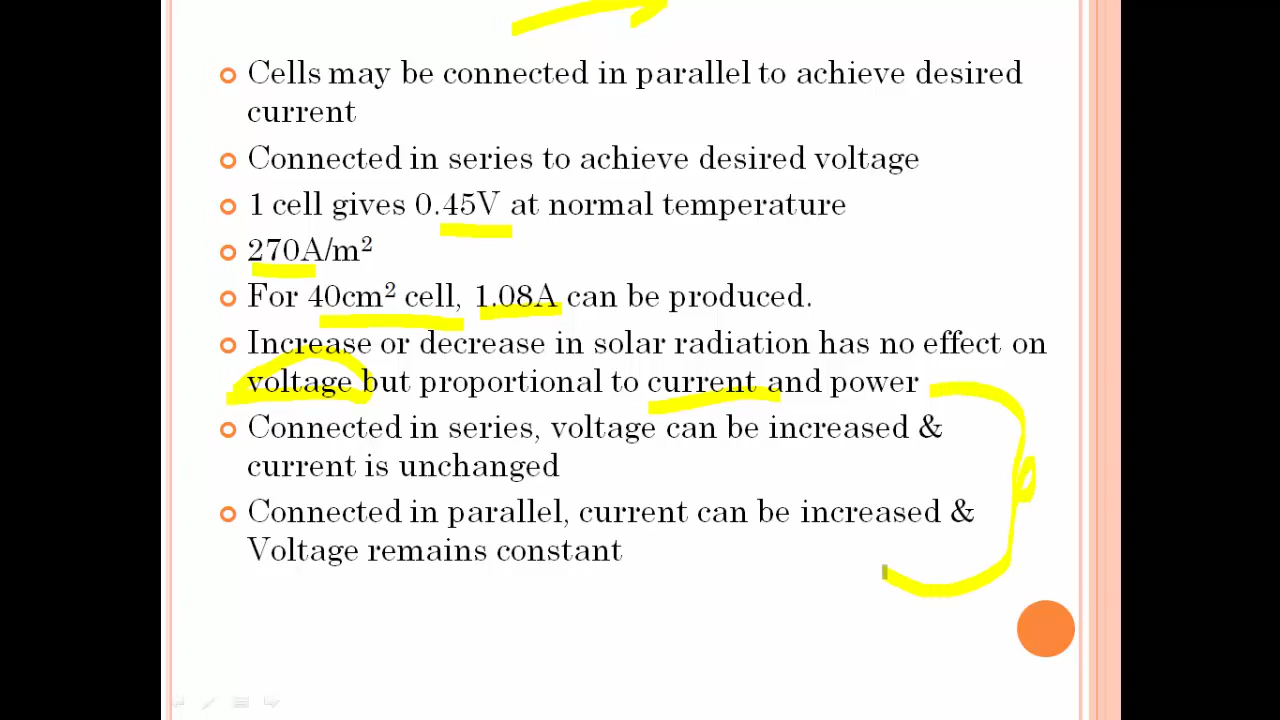 Cells may be connected in parallel to achieve desired
current
Connected in series to achieve desired voltage
1 cell gives 0.45V at normal temperature
270A/m²
For 40cm² cell, 1.08A can be produced.
Increase or decrease in solar radiation has no effect on
voltage but proportional to current and power
Connected in series, voltage can be increased &
current is unchanged
Connected in parallel, current can be increased &
Voltage remains constant